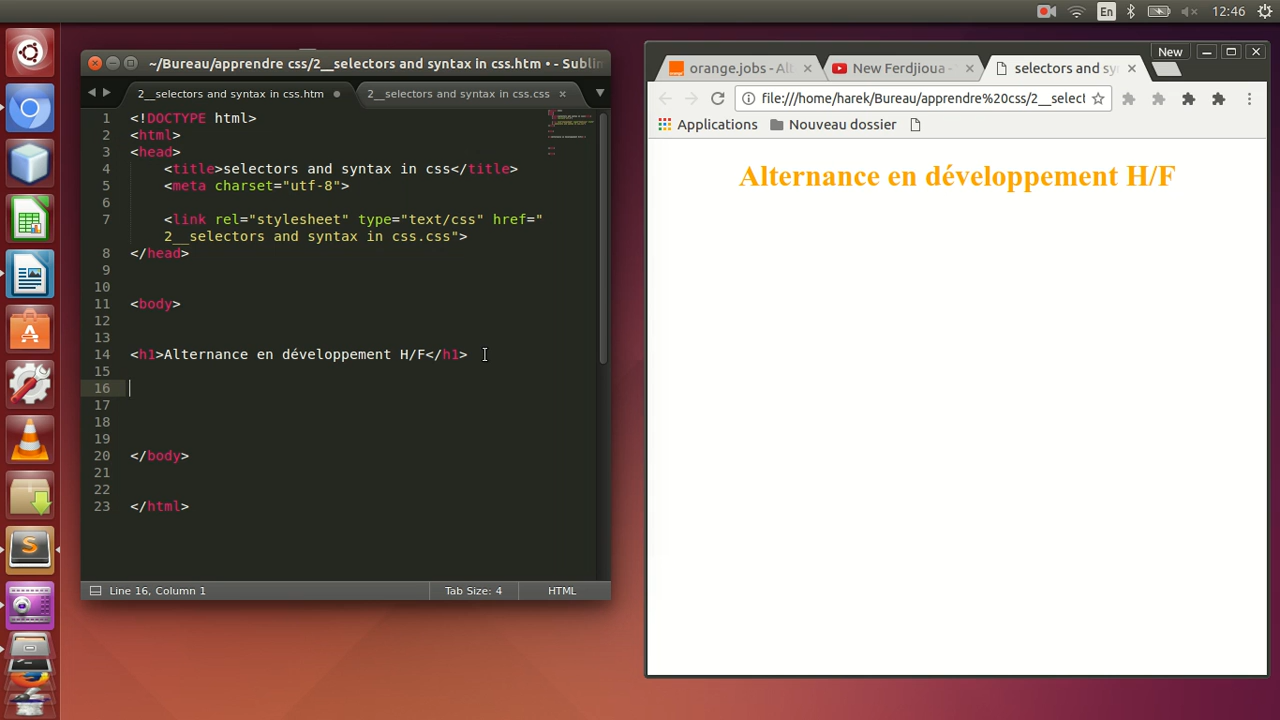 En
12:46
~/Bureau/apprendre css/2__selectors and syntax in css.htm • - Sublim
2__selectors and syntax in css.htm
2__selectors and syntax in css.css
1 <!DOCTYPE html>
2 <html>
3 <head>
4 <title>selectors and syntax in css</title>
5 <meta charset="utf-8">
6
7 <link rel="stylesheet" type="text/css" href="
2__selectors and syntax in css.css">
8 </head>
9
10
11 <body>
12
13
14 <h1>Alternance en développement H/F</h1>
15
16
17
18
19
20 </body>
21
22
23 </html>
Line 16, Column 1
Tab Size: 4
HTML
New
orange.jobs - Alt
New Ferdjioua -
selectors and sy
file:///home/harek/Bureau/apprendre%20css/2__select
Applications
Nouveau dossier
Alternance en développement H/F